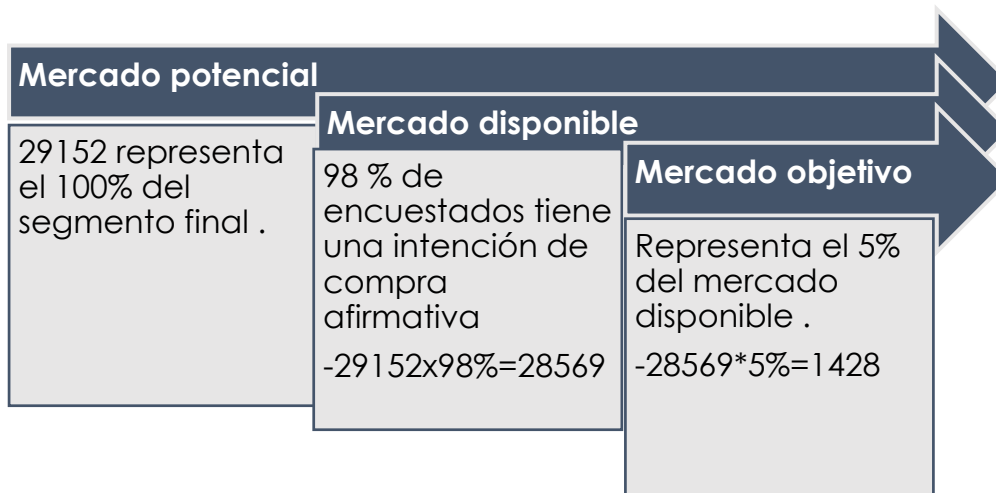 Mercado potencial
29152 representa
el 100% del
segmento final .
Mercado disponible
98 % de
encuestados tiene
una intención de
compra
afirmativa
-29152x98%=28569
Mercado objetivo
Representa el 5%
del mercado
disponible .
-28569*5%=1428